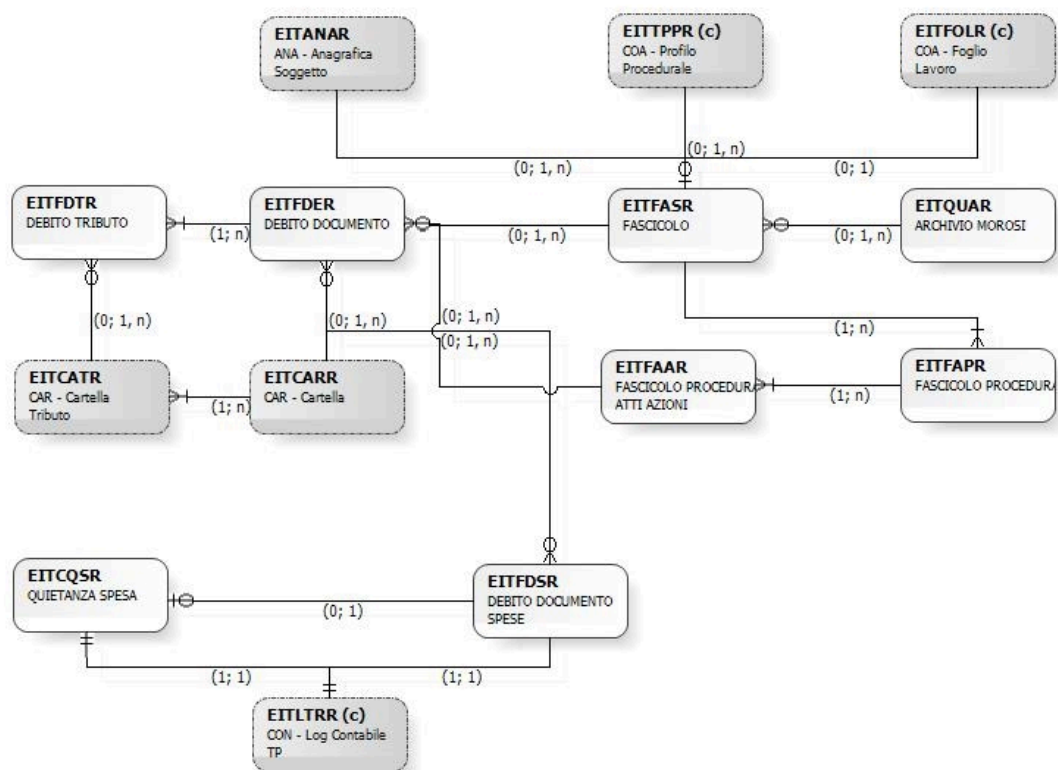 EITANAR
ANA - Anagrafica
Soggetto
EITTPPR (c)
COA - Profilo
Procedurale
EITFOLR (c)
COA - Foglio
Lavoro
(0; 1, n)
(0; 1, n)
(0; 1)
EITFDTR
DEBITO TRIBUTO
(1; n)
EITFDER
DEBITO DOCUMENTO
(0; 1, n)
EITFASR
FASCICOLO
(0; 1, n)
EITQUAR
ARCHIVIO MOROSI
(0; 1, n)
(0; 1, n)
(0; 1, n)
(0; 1, n)
(1; n)
EITCATR
CAR - Cartella
Tributo
(1; n)
EITCARR
CAR - Cartella
EITFAAR
FASCICOLO PROCEDURA
ATTI AZIONI
(1; n)
EITFAPR
FASCICOLO PROCEDURA
EITCQSR
QUIETANZA SPESA
(0; 1)
EITFDSR
DEBITO DOCUMENTO
SPESE
(1; 1)
(1; 1)
EITLTRR (c)
CON - Log Contabile
TP